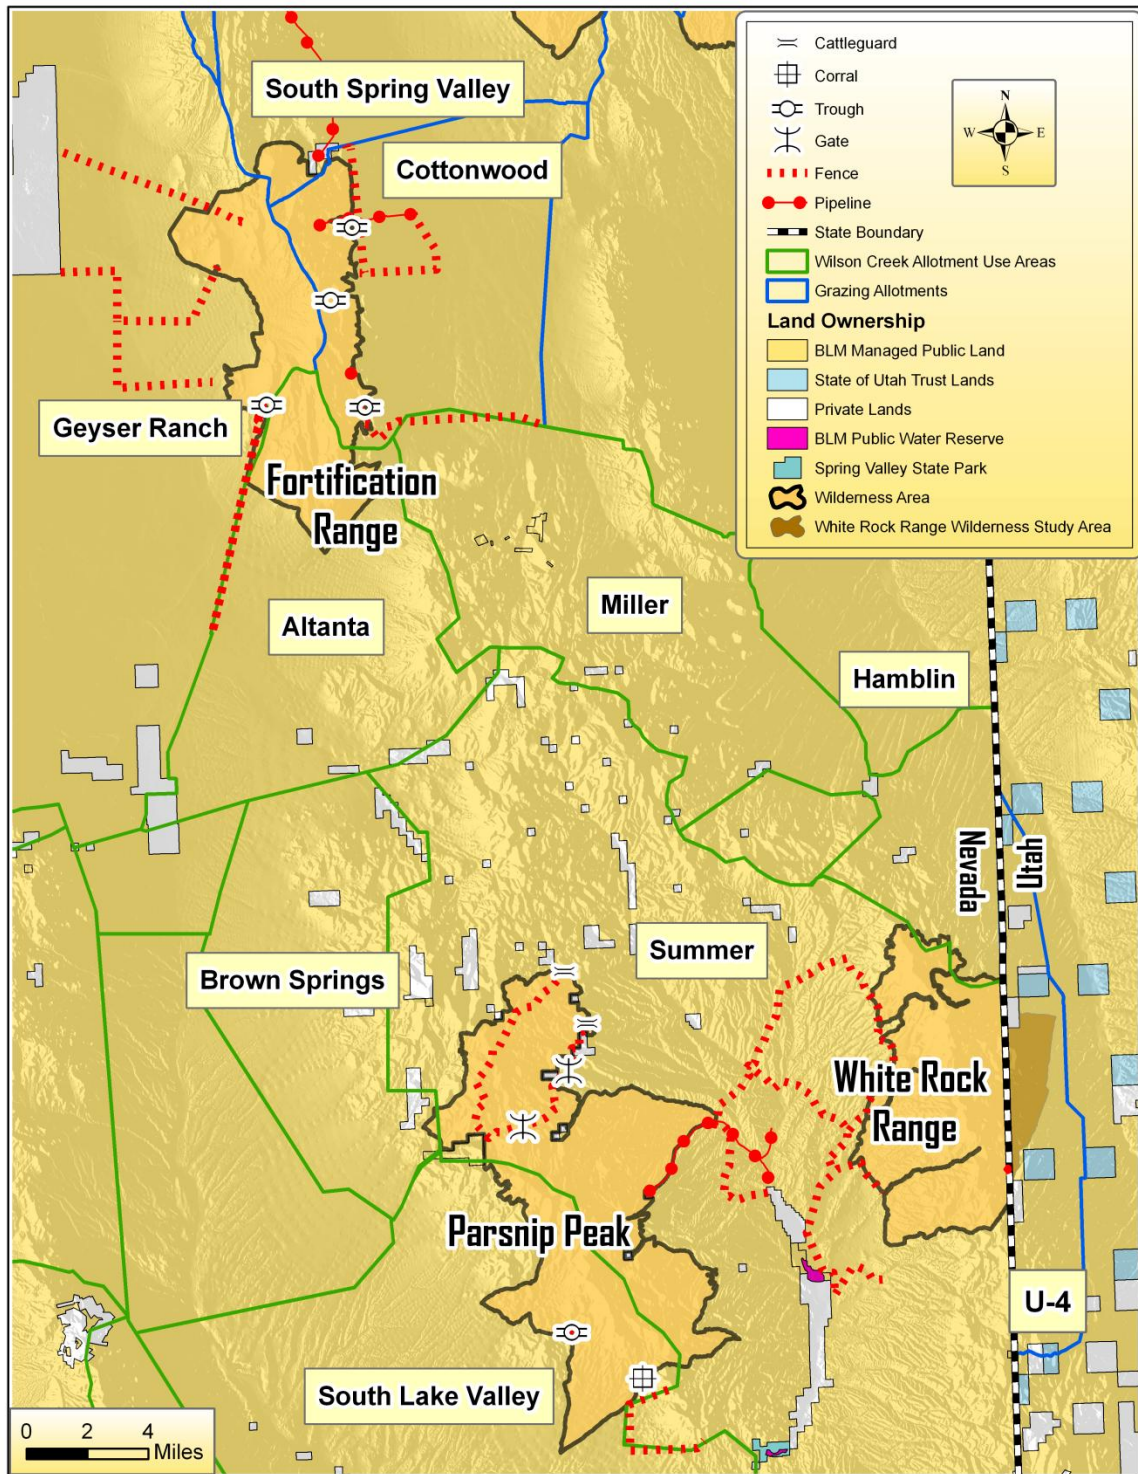 South Spring Valley
Cottonwood
Geyser Ranch
Fortification
Range
Altanta
Miller
Hamblin
Nevada
Utah
Brown Springs
Summer
White Rock
Range
Parsnip Peak
U-4
South Lake Valley
0 2 4
Miles
Cattleguard
Corral
Trough
Gate
Fence
Pipeline
State Boundary
Wilson Creek Allotment Use Areas
Grazing Allotments
Land Ownership
BLM Managed Public Land
State of Utah Trust Lands
Private Lands
BLM Public Water Reserve
Spring Valley State Park
Wilderness Area
White Rock Range Wilderness Study Area
N
W E
S